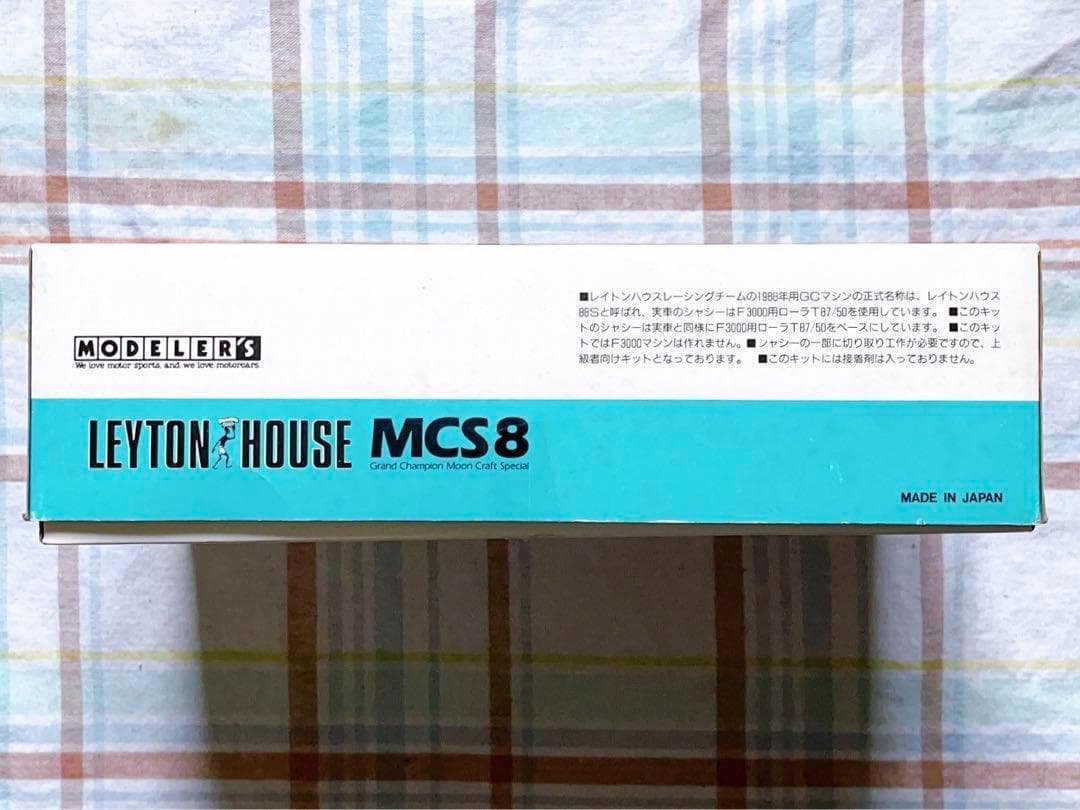 ■レイトンハウスレーシングチームの1988年用GCマシンの正式名称は、レイトンハウス
88Sと呼ばれ、実車のシャシーはF3000用ローラT87/50を使用しています。 ■このキッ
トのシャシーは実車と同様にF3000用ローラT87/50をベースにしています。 ■このキッ
トではF3000マシンは作れません。■シャシーの一部に切り取り工作が必要ですので、上
級者向けキットとなっております。 ■このキットには接着剤は入っておりません。
MODELER'S
We love motor sports, and we love motorcars.
LEYTON HOUSE MCS8
Grand Champion Moon Craft Special
MADE IN JAPAN